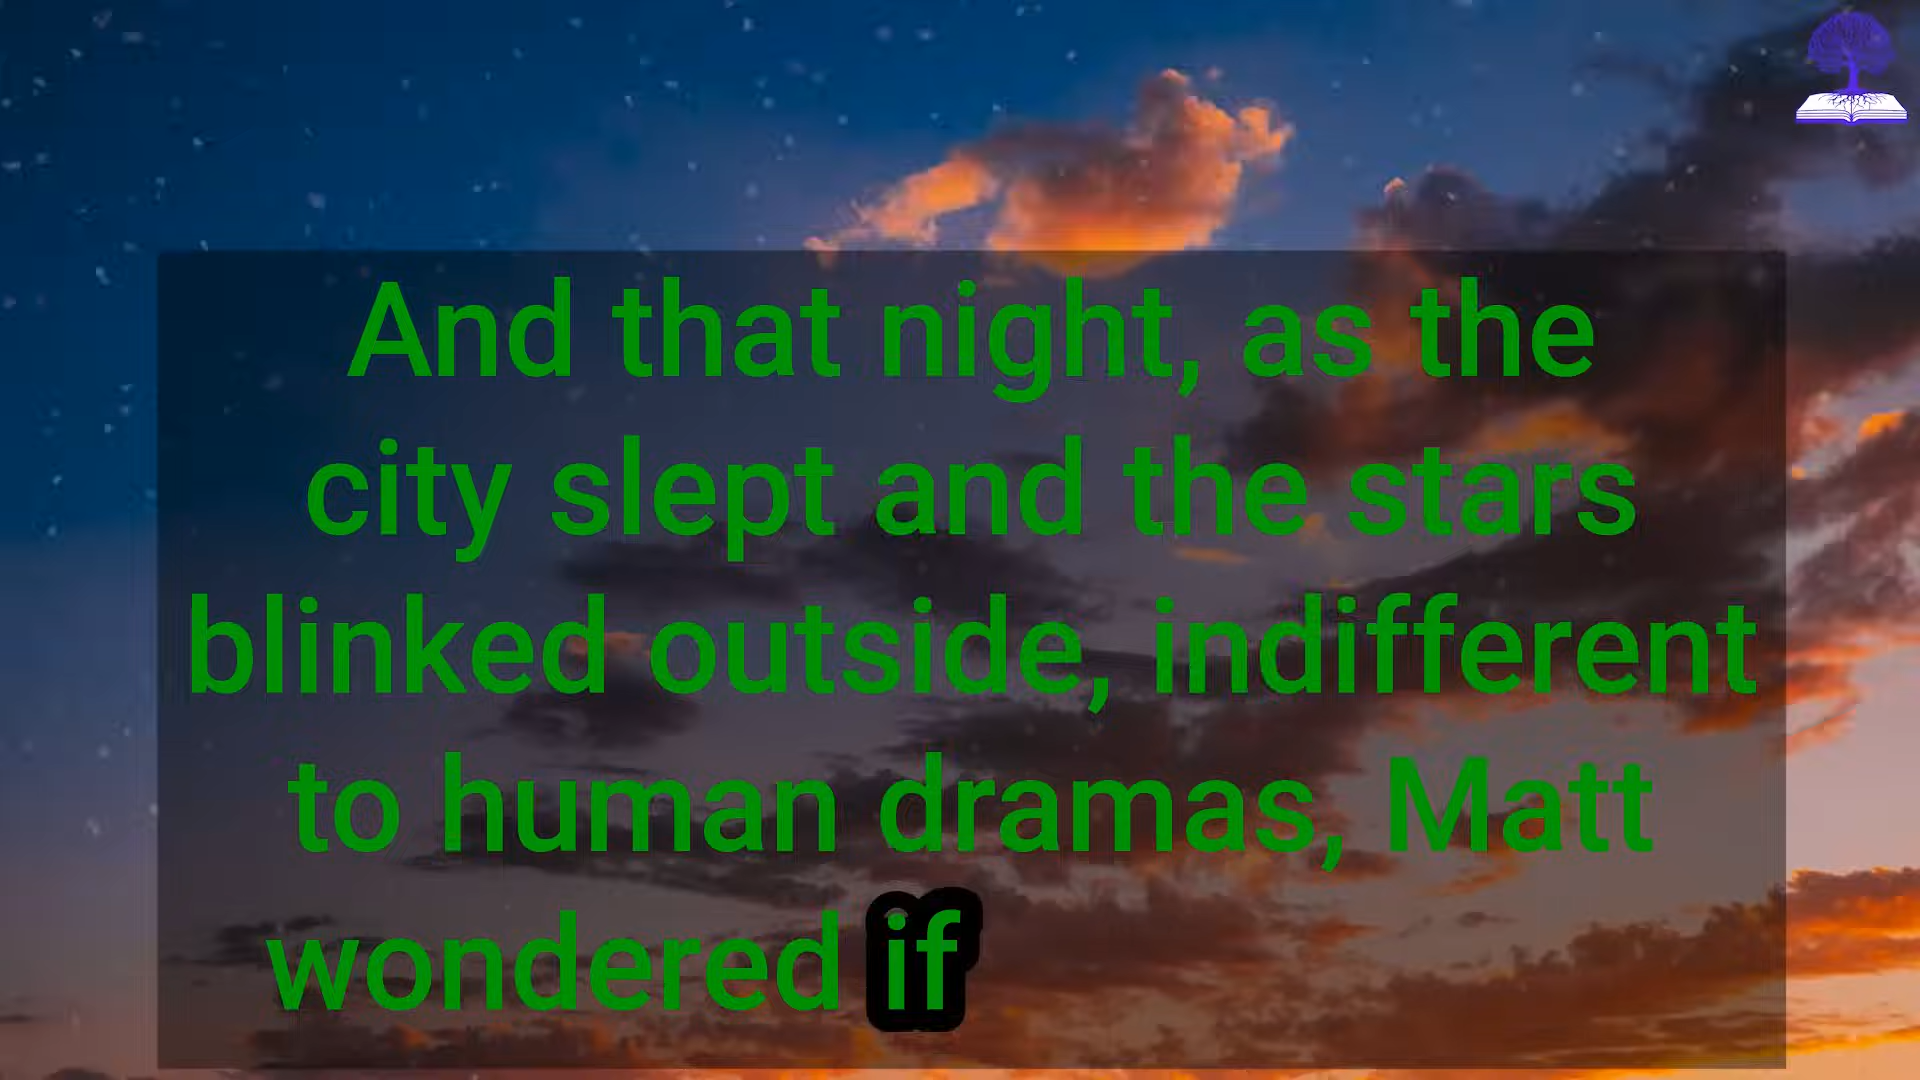 And that night, as the
city slept and the stars
blinked outside, indifferent
to human dramas, Matt
wondered if